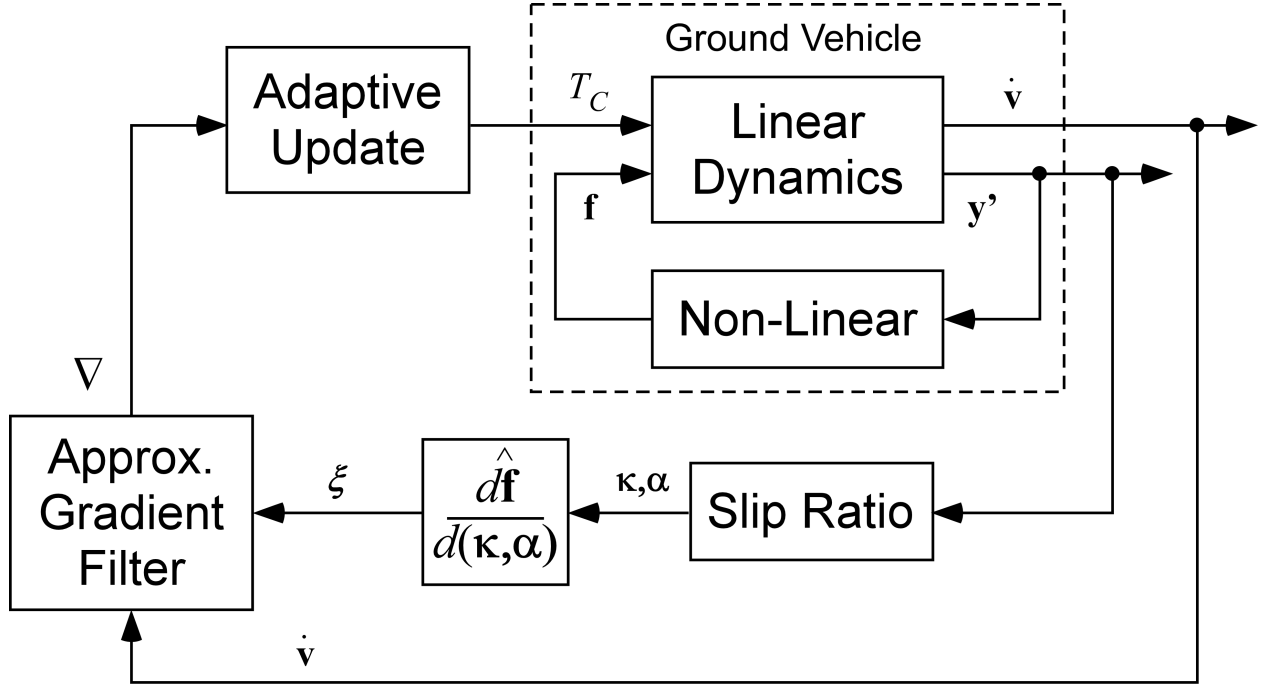 Ground Vehicle
Adaptive
Update
T_C
Linear
Dynamics
v̇
f
y’
Non-Linear
∇
Approx.
Gradient
Filter
ξ
df̂
d(κ,α)
κ,α
Slip Ratio
v̇